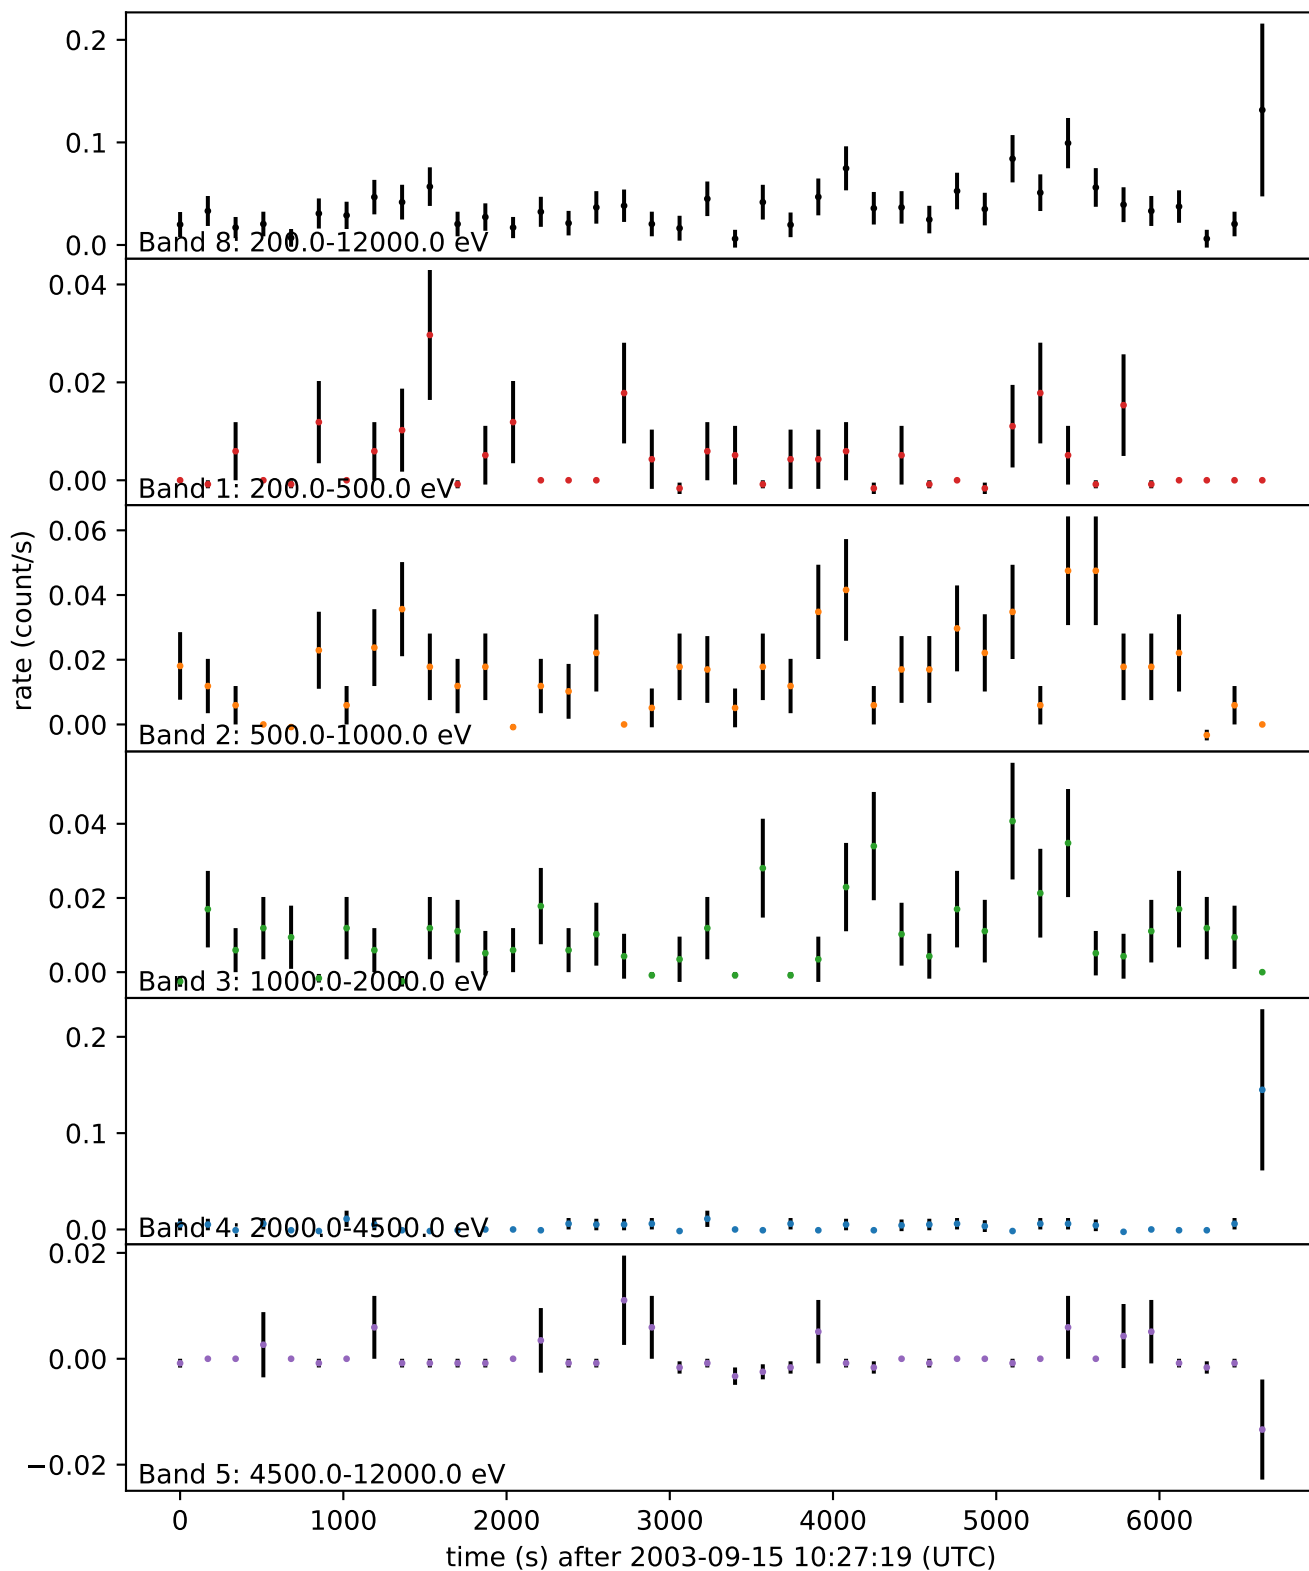 0.2
0.1
0.0
Band 8: 200.0-12000.0 eV
0.04
0.02
0.00
Band 1: 200.0-500.0 eV
rate (count/s)
0.06
0.04
0.02
0.00
Band 2: 500.0-1000.0 eV
0.04
0.02
0.00
Band 3: 1000.0-2000.0 eV
0.2
0.1
0.0
Band 4: 2000.0-4500.0 eV
0.02
0.00
−0.02
Band 5: 4500.0-12000.0 eV
0 1000 2000 3000 4000 5000 6000
time (s) after 2003-09-15 10:27:19 (UTC)